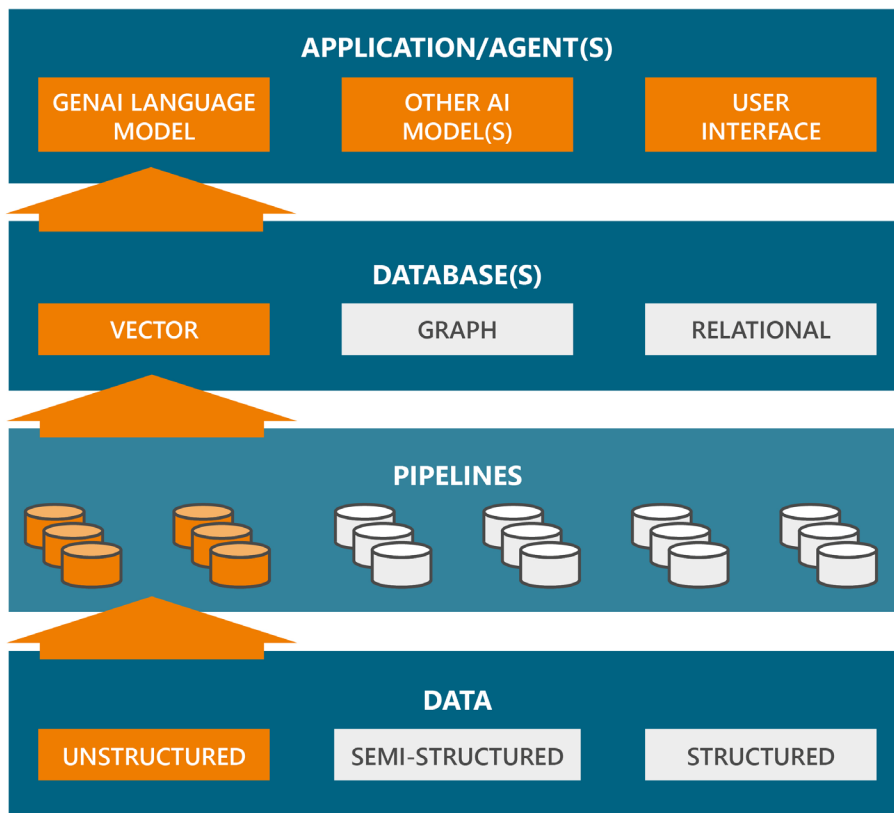 APPLICATION/AGENT(S)
GENAI LANGUAGE
MODEL
OTHER AI
MODEL(S)
USER
INTERFACE
DATABASE(S)
VECTOR
GRAPH
RELATIONAL
PIPELINES
DATA
UNSTRUCTURED
SEMI-STRUCTURED
STRUCTURED